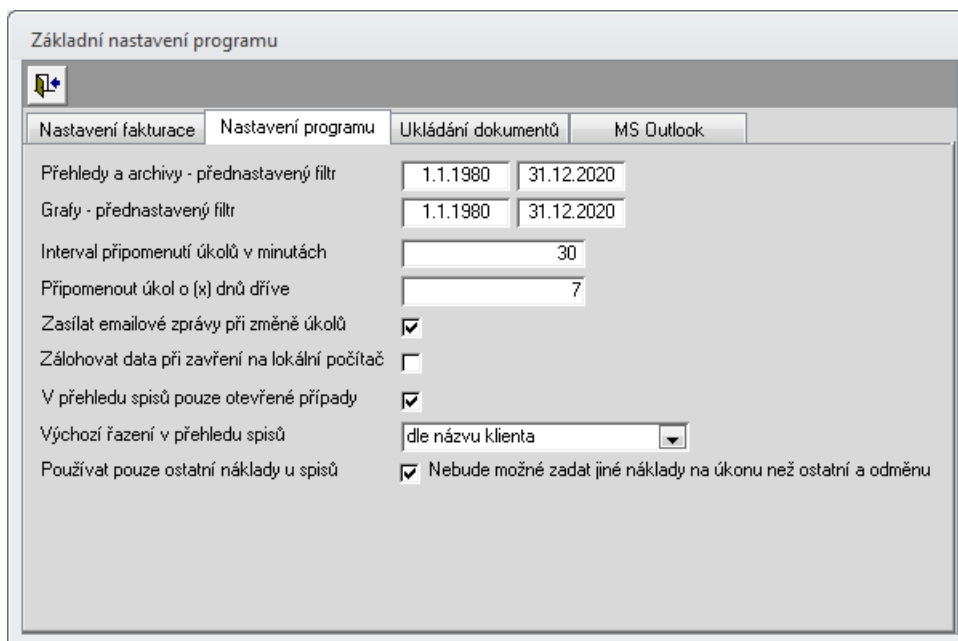 Základní nastavení programu
Nastavení fakturace Nastavení programu Ukládání dokumentů MS Outlook
Přehledy a archivy - přednastavený filtr 1.1.1980 31.12.2020
Grafy - přednastavený filtr 1.1.1980 31.12.2020
Interval připomenutí úkolů v minutách 30
Připomenout úkol o (x) dnů dříve 7
Zasílat emailové zprávy při změně úkolů
Zálohovat data při zavření na lokální počítač
V přehledu spisů pouze otevřené případy
Výchozí řazení v přehledu spisů dle názvu klienta
Používat pouze ostatní náklady u spisů Nebude možné zadat jiné náklady na úkonu než ostatní a odměnu